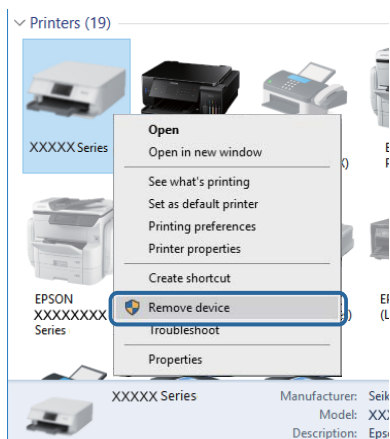 Printers (19)
XXXXX Series
Open
Open in new window
See what's printing
Set as default printer
Printing preferences
Printer properties
Create shortcut
Remove device
Troubleshoot
Properties
EPSON
XXXXXXXX
Series
XXXXX Series
Manufacturer:
Model:
Description: